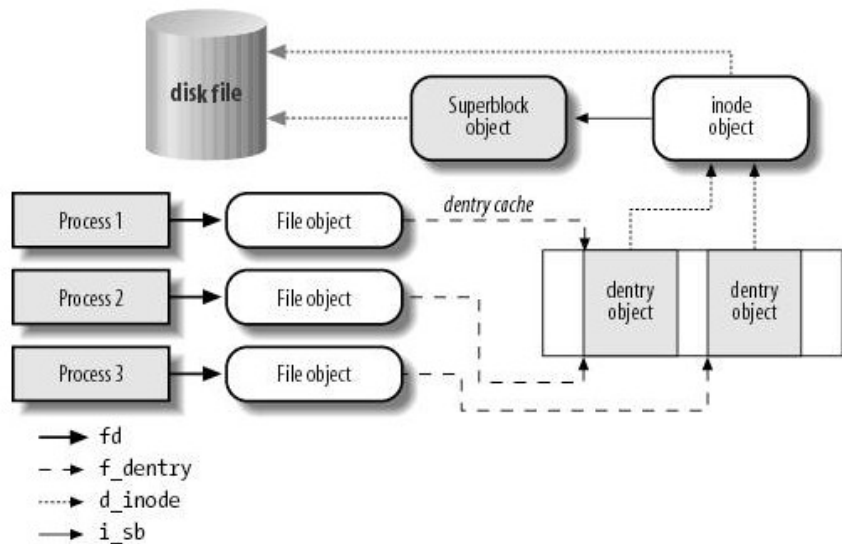 disk file
Superblock
object
inode
object
Process 1
File object
dentry cache
Process 2
File object
dentry
object
dentry
object
Process 3
File object
fd
f_dentry
d_inode
i_sb